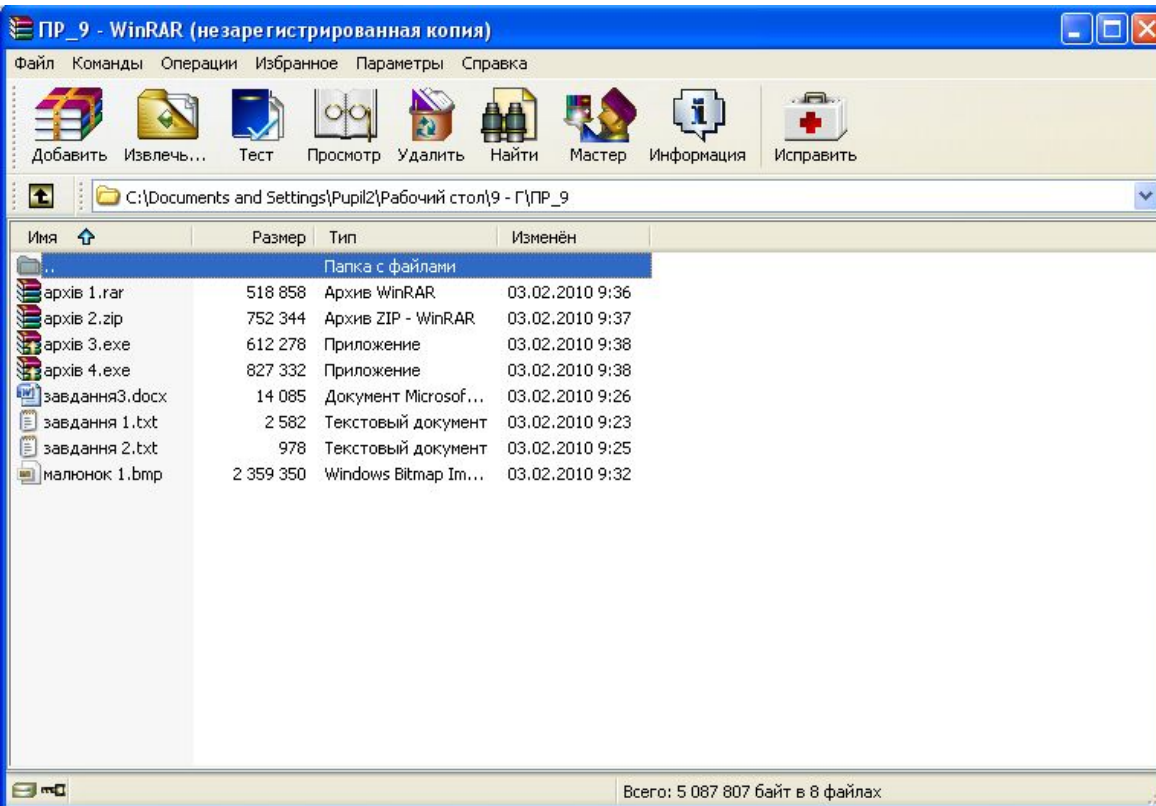 ПР_9 - WinRAR (незарегистрированная копия)
Файл Команды Операции Избранное Параметры Справка
Добавить Извлечь... Тест Просмотр Удалить Найти Мастер Информация Исправить
C:\Documents and Settings\Pupil2\Рабочий стол\9 - Г\ПР_9
Имя Размер Тип Изменён
.. Папка с файлами
архів 1.rar 518 858 Архив WinRAR 03.02.2010 9:36
архів 2.zip 752 344 Архив ZIP - WinRAR 03.02.2010 9:37
архів 3.exe 612 278 Приложение 03.02.2010 9:38
архів 4.exe 827 332 Приложение 03.02.2010 9:38
завдання3.docx 14 085 Документ Microsof... 03.02.2010 9:26
завдання 1.txt 2 582 Текстовый документ 03.02.2010 9:23
завдання 2.txt 978 Текстовый документ 03.02.2010 9:25
малюнок 1.bmp 2 359 350 Windows Bitmap Im... 03.02.2010 9:32
Всего: 5 087 807 байт в 8 файлах